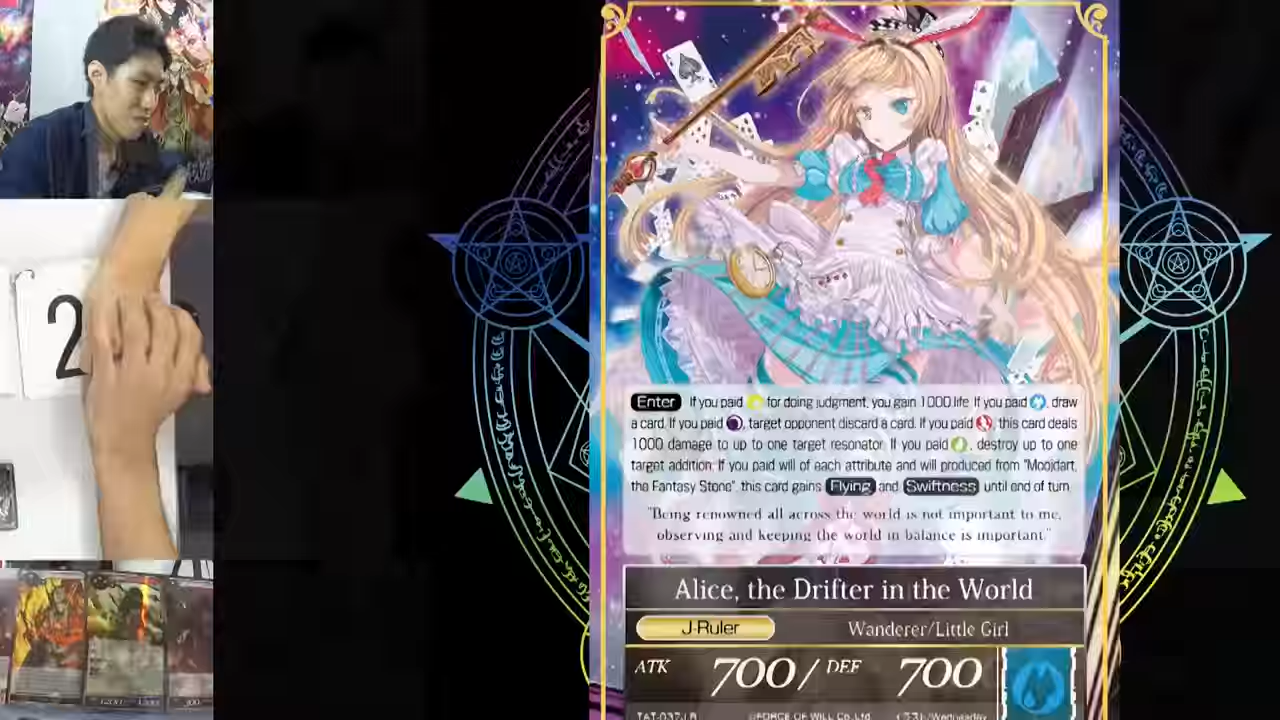 2
Enter If you paid for doing judgment, you gain 1000 life. If you paid , draw
a card. If you paid , target opponent discard a card. If you paid , this card deals
1000 damage to up to one target resonator. If you paid , destroy up to one
target addition. If you paid will of each attribute and will produced from "Moojdart,
the Fantasy Stone", this card gains Flying and Swiftness until end of turn.
"Being renowned all across the world is not important to me,
observing and keeping the world in balance is important."
Alice, the Drifter in the World
J-Ruler Wanderer/Little Girl
ATK 700 / DEF 700